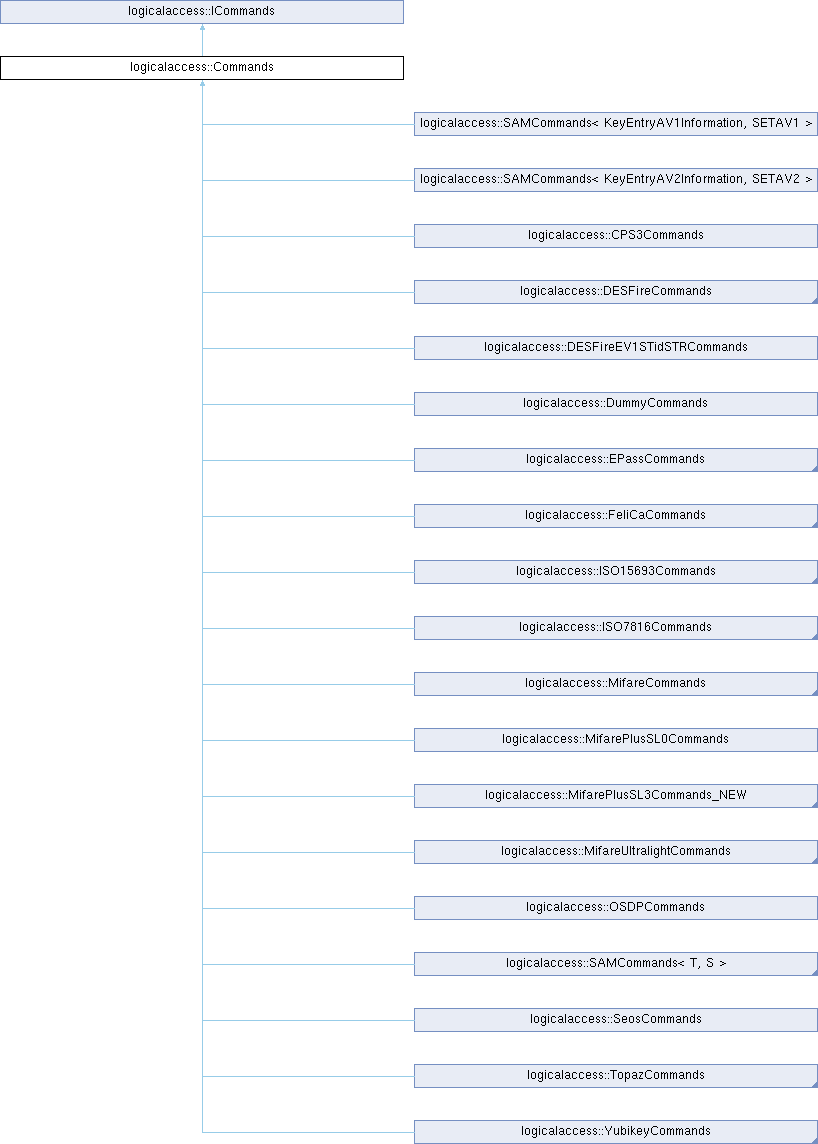 logicalaccess::ICommands
logicalaccess::Commands
logicalaccess::SAMCommands< KeyEntryAV1Information, SETAV1 >
logicalaccess::SAMCommands< KeyEntryAV2Information, SETAV2 >
logicalaccess::CPS3Commands
logicalaccess::DESFireCommands
logicalaccess::DESFireEV1STidSTRCommands
logicalaccess::DummyCommands
logicalaccess::EPassCommands
logicalaccess::FeliCaCommands
logicalaccess::ISO15693Commands
logicalaccess::ISO7816Commands
logicalaccess::MifareCommands
logicalaccess::MifarePlusSL0Commands
logicalaccess::MifarePlusSL3Commands_NEW
logicalaccess::MifareUltralightCommands
logicalaccess::OSDPCommands
logicalaccess::SAMCommands< T, S >
logicalaccess::SeosCommands
logicalaccess::TopazCommands
logicalaccess::YubikeyCommands